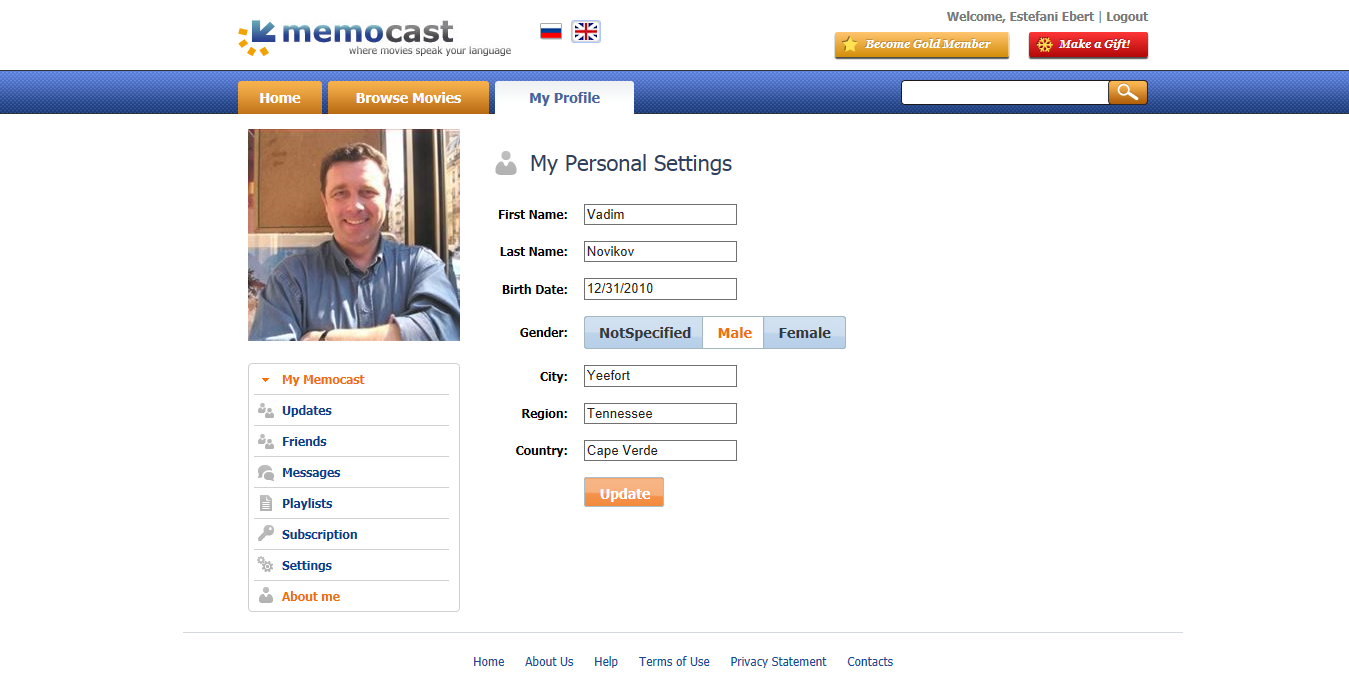 memocast
where movies speak your language
Welcome, Estefani Ebert | Logout
Become Gold Member
Make a Gift!
Home
Browse Movies
My Profile
My Personal Settings
First Name: Vadim
Last Name: Novikov
Birth Date: 12/31/2010
Gender: NotSpecified Male Female
City: Yeefort
Region: Tennessee
Country: Cape Verde
Update
My Memocast
Updates
Friends
Messages
Playlists
Subscription
Settings
About me
Home About Us Help Terms of Use Privacy Statement Contacts